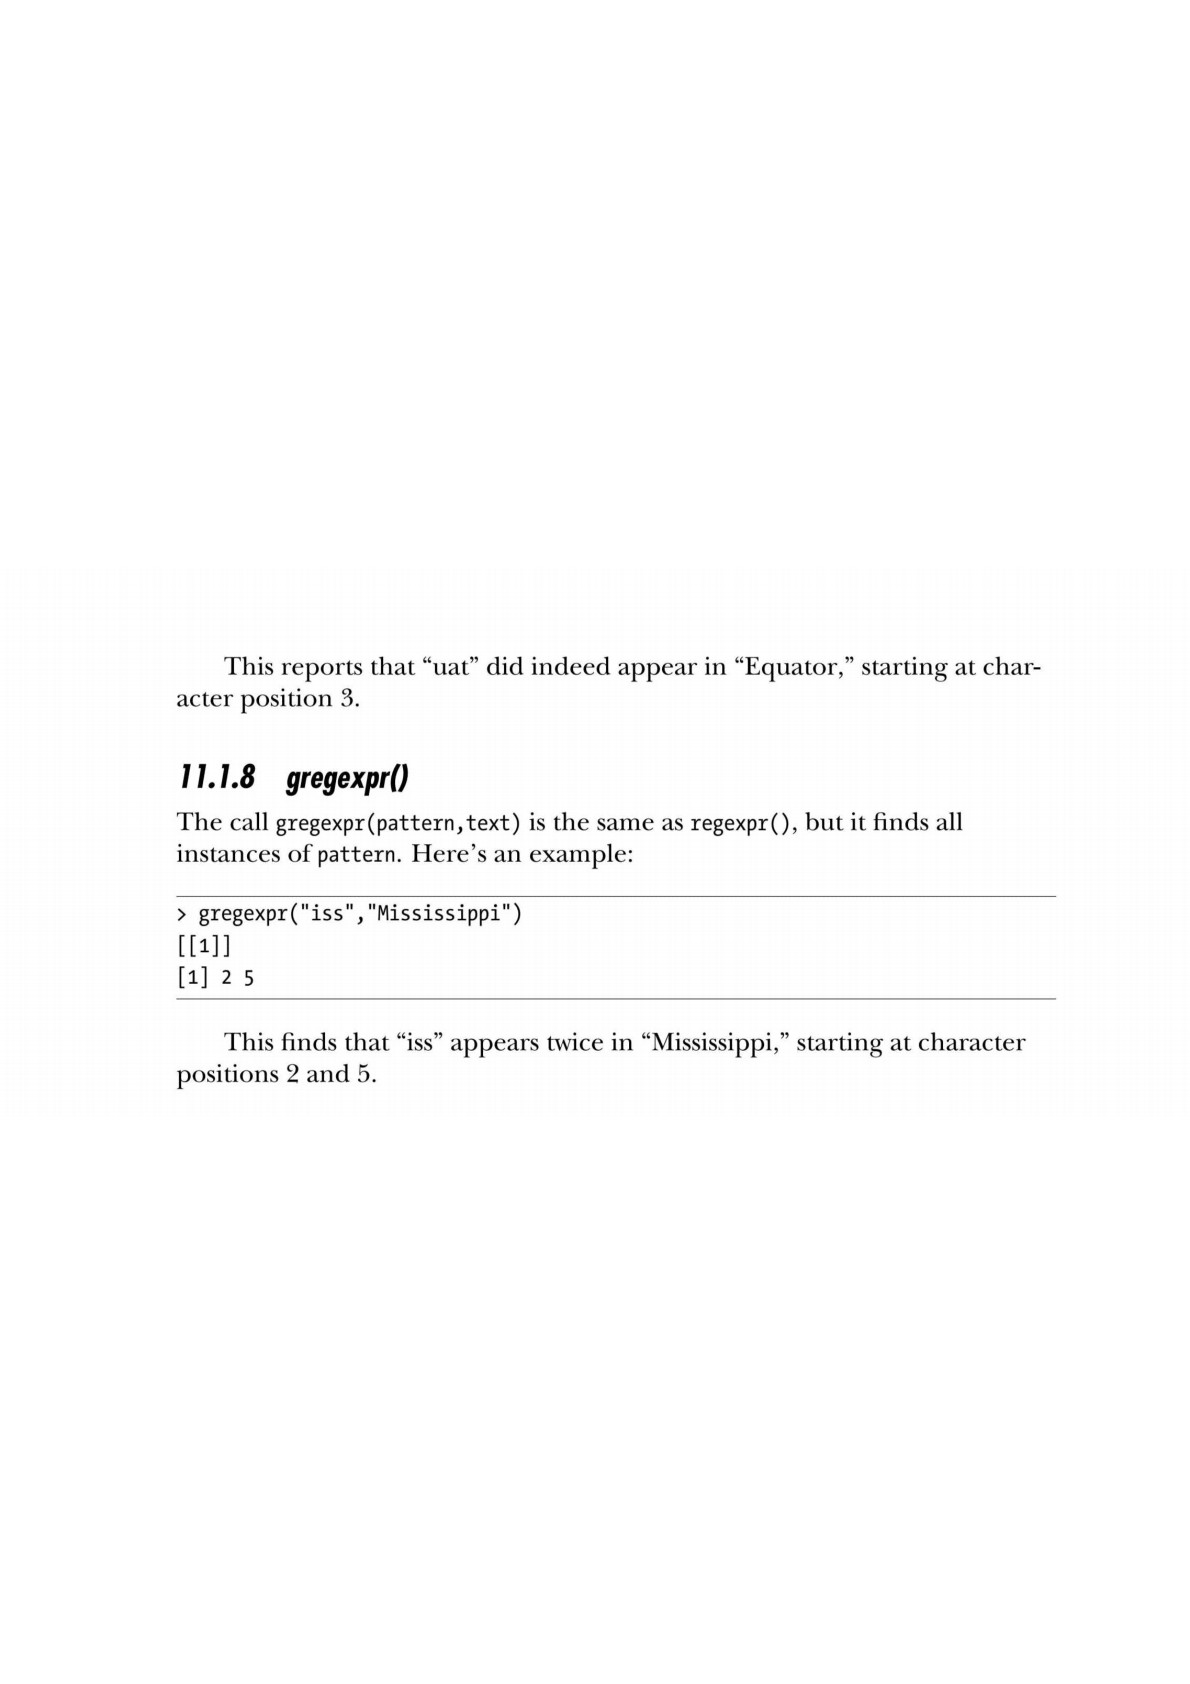 This reports that “uat” did indeed appear in “Equator,” starting at char-
acter position 3.
11.1.8 gregexpr()
The call gregexpr(pattern,text) is the same as regexpr(), but it finds all
instances of pattern. Here’s an example:
> gregexpr("iss","Mississippi")
[[1]]
[1] 2 5
This finds that “iss” appears twice in “Mississippi,” starting at character
positions 2 and 5.